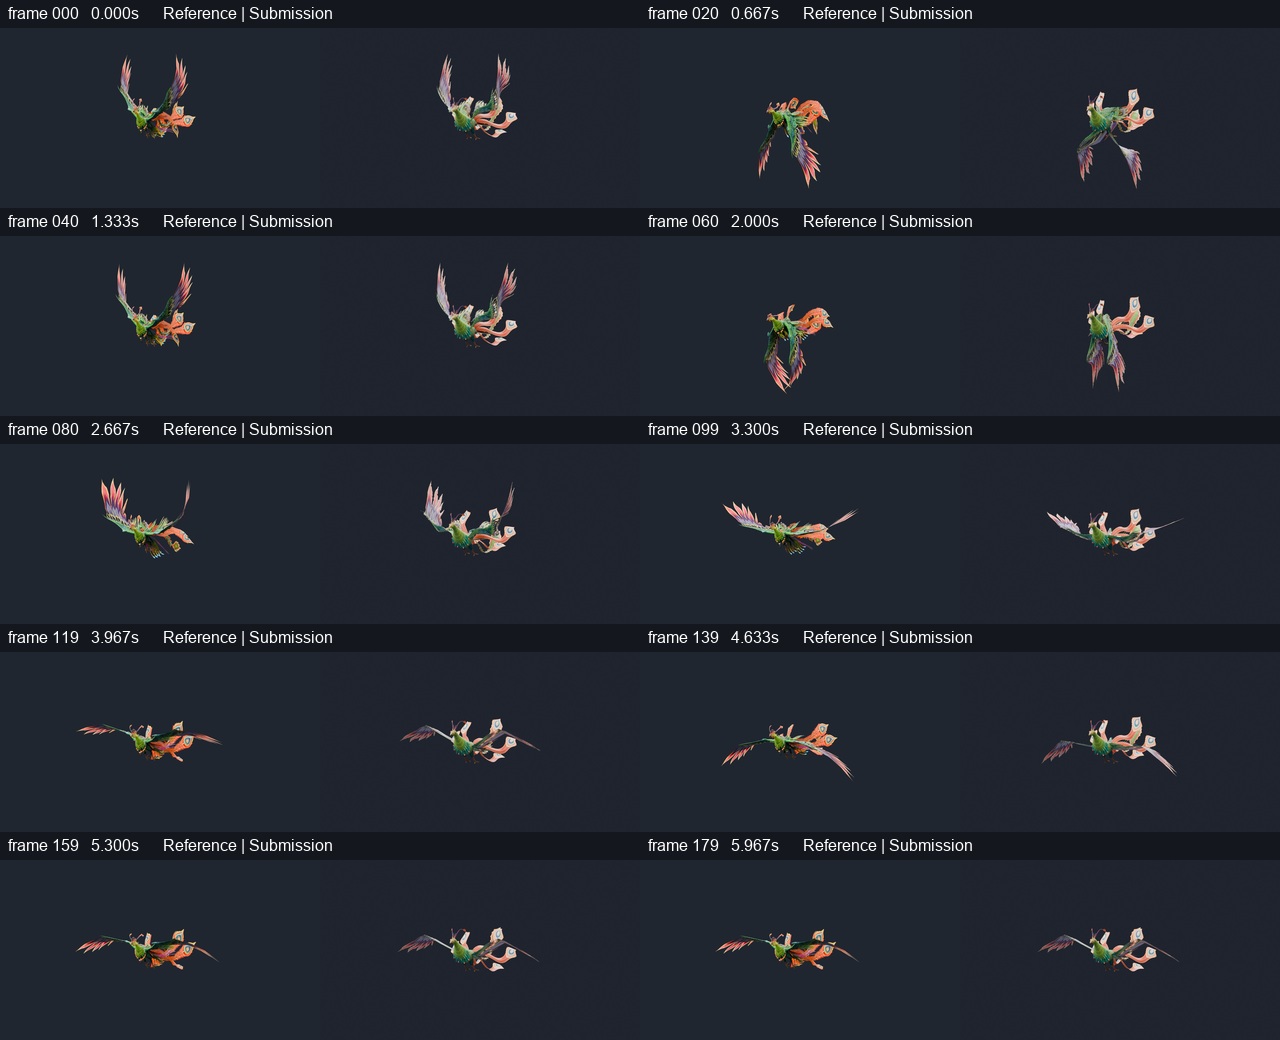 frame 000 0.000s Reference | Submission
frame 020 0.667s Reference | Submission
frame 040 1.333s Reference | Submission
frame 060 2.000s Reference | Submission
frame 080 2.667s Reference | Submission
frame 099 3.300s Reference | Submission
frame 119 3.967s Reference | Submission
frame 139 4.633s Reference | Submission
frame 159 5.300s Reference | Submission
frame 179 5.967s Reference | Submission